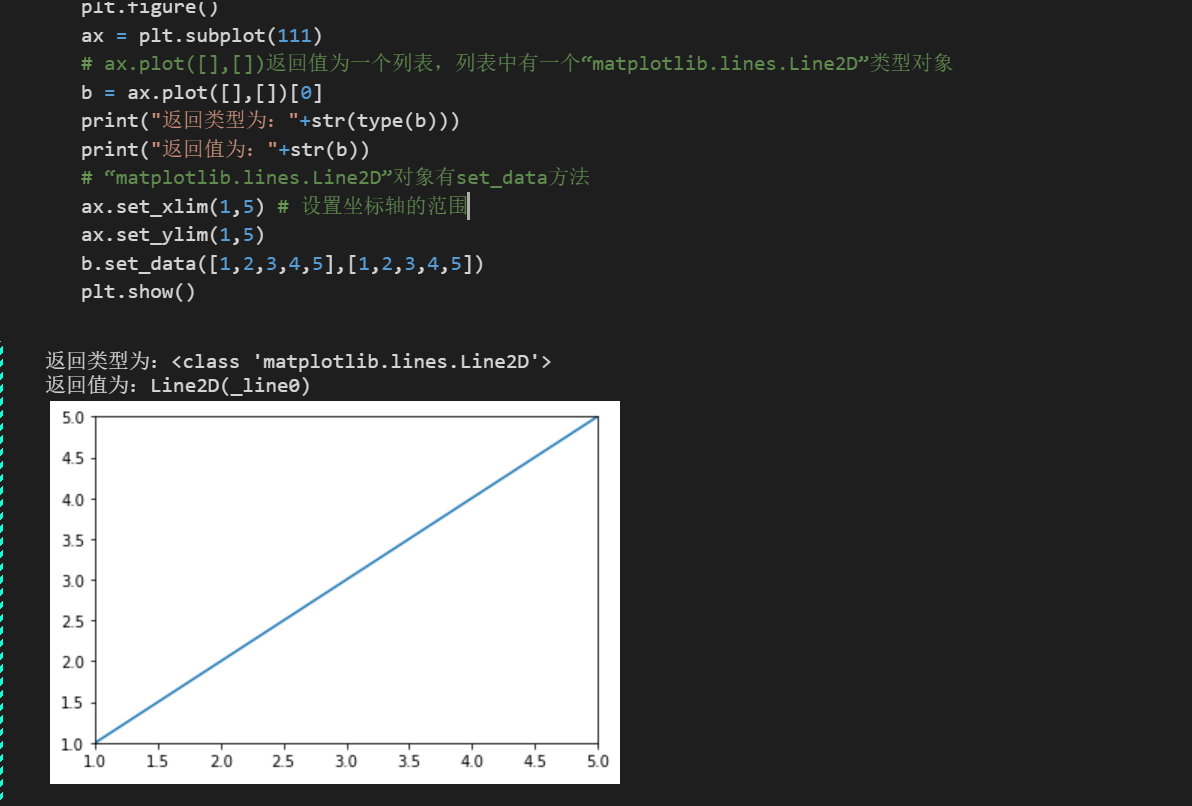 plt.figure()
ax = plt.subplot(111)
# ax.plot([],[])返回值为一个列表，列表中有一个“matplotlib.lines.Line2D”类型对象
b = ax.plot([],[])[0]
print("返回类型为："+str(type(b)))
print("返回值为："+str(b))
# “matplotlib.lines.Line2D”对象有set_data方法
ax.set_xlim(1,5) # 设置坐标轴的范围
ax.set_ylim(1,5)
b.set_data([1,2,3,4,5],[1,2,3,4,5])
plt.show()
返回类型为：<class 'matplotlib.lines.Line2D'>
返回值为：Line2D(_line0)
5.0
4.5
4.0
3.5
3.0
2.5
2.0
1.5
1.0
1.0 1.5 2.0 2.5 3.0 3.5 4.0 4.5 5.0